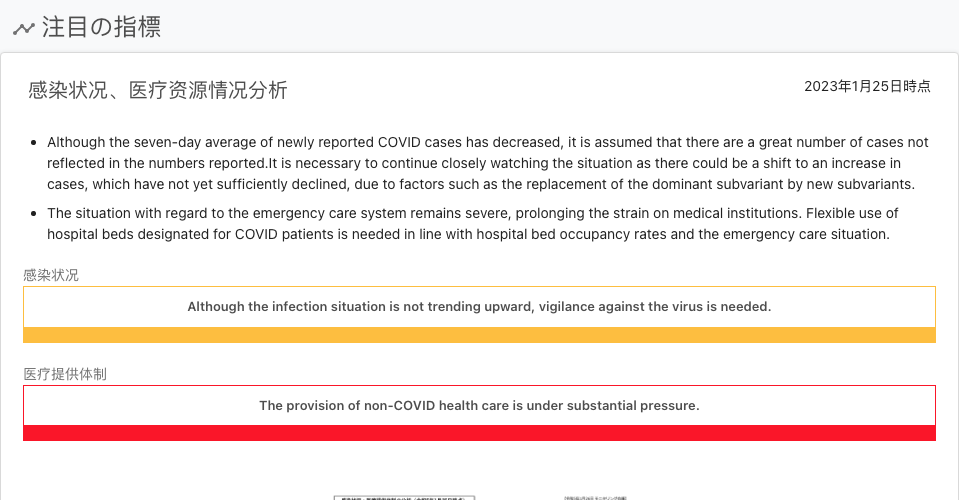 注目の指標
感染状况、医疗资源情况分析
2023年1月25日時点
Although the seven-day average of newly reported COVID cases has decreased, it is assumed that there are a great number of cases not
reflected in the numbers reported.It is necessary to continue closely watching the situation as there could be a shift to an increase in
cases, which have not yet sufficiently declined, due to factors such as the replacement of the dominant subvariant by new subvariants.
The situation with regard to the emergency care system remains severe, prolonging the strain on medical institutions. Flexible use of
hospital beds designated for COVID patients is needed in line with hospital bed occupancy rates and the emergency care situation.
感染状况
Although the infection situation is not trending upward, vigilance against the virus is needed.
医疗提供体制
The provision of non-COVID health care is under substantial pressure.